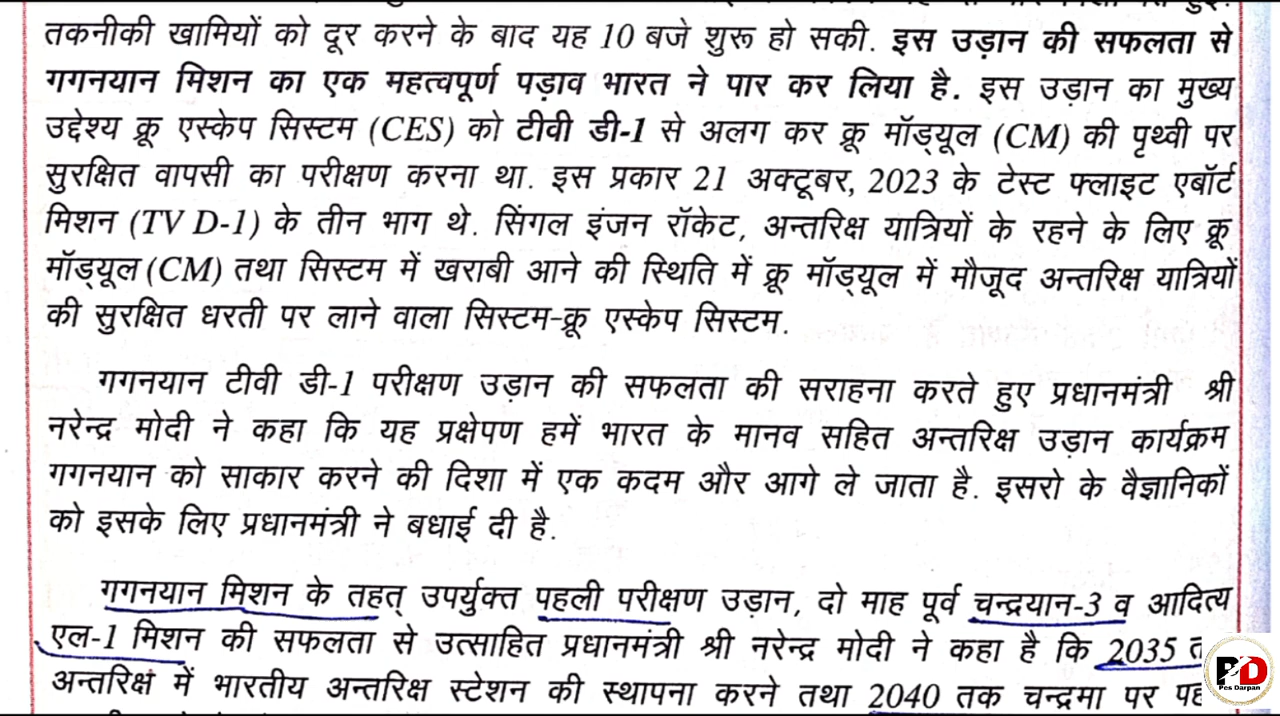 तकनीकी खामियों को दूर करने के बाद यह 10 बजे शुरू हो सकी. इस उड़ान की सफलता से
गगनयान मिशन का एक महत्वपूर्ण पड़ाव भारत ने पार कर लिया है. इस उड़ान का मुख्य
उद्देश्य क्रू एस्केप सिस्टम (CES) को टीवी डी-1 से अलग कर क्रू मॉड्यूल (CM) की पृथ्वी पर
सुरक्षित वापसी का परीक्षण करना था. इस प्रकार 21 अक्टूबर, 2023 के टेस्ट फ्लाइट एबॉर्ट
मिशन (TV D-1) के तीन भाग थे. सिंगल इंजन रॉकेट, अन्तरिक्ष यात्रियों के रहने के लिए क्रू
मॉड्यूल (CM) तथा सिस्टम में खराबी आने की स्थिति में क्रू मॉड्यूल में मौजूद अन्तरिक्ष यात्रियों
की सुरक्षित धरती पर लाने वाला सिस्टम-क्रू एस्केप सिस्टम.
गगनयान टीवी डी-1 परीक्षण उड़ान की सफलता की सराहना करते हुए प्रधानमंत्री श्री
नरेन्द्र मोदी ने कहा कि यह प्रक्षेपण हमें भारत के मानव सहित अन्तरिक्ष उड़ान कार्यक्रम
गगनयान को साकार करने की दिशा में एक कदम और आगे ले जाता है. इसरो के वैज्ञानिकों
को इसके लिए प्रधानमंत्री ने बधाई दी है.
गगनयान मिशन के तहत् उपर्युक्त पहली परीक्षण उड़ान, दो माह पूर्व चन्द्रयान-3 व आदित्य
एल-1 मिशन की सफलता से उत्साहित प्रधानमंत्री श्री नरेन्द्र मोदी ने कहा है कि 2035
अन्तरिक्ष में भारतीय अन्तरिक्ष स्टेशन की स्थापना करने तथा 2040 तक चन्द्रमा पर
PD
Pcs Darpan